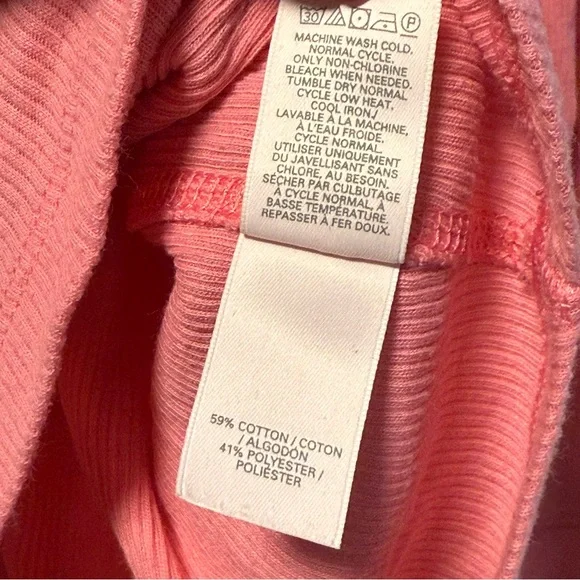 30 P
MACHINE WASH COLD,
NORMAL CYCLE.
ONLY NON-CHLORINE
BLEACH WHEN NEEDED.
TUMBLE DRY NORMAL
CYCLE LOW HEAT.
COOL IRON./
LAVABLE À LA MACHINE,
À L'EAU FROIDE.
CYCLE NORMAL.
UTILISER UNIQUEMENT
DU JAVELLISANT SANS
CHLORE, AU BESOIN.
SÉCHER PAR CULBUTAGE
À CYCLE NORMAL, À
BASSE TEMPÉRATURE.
REPASSER À FER DOUX.
59% COTTON / COTON
/ ALGODÓN
41% POLYESTER /
POLIÉSTER